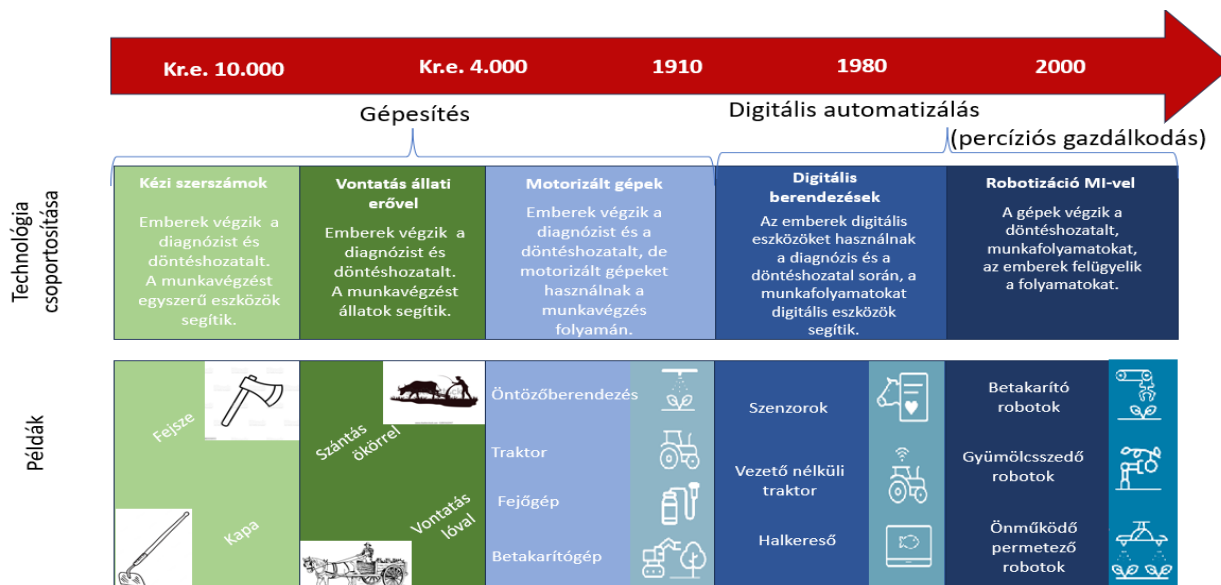 Kr.e. 10.000
Kr.e. 4.000
1910
1980
2000
Gépesítés
Digitális automatizálás
(percíziós gazdálkodás)
Technológia
csoportosítása
Kézi szerszámok
Emberek végzik a
diagnózist és
döntéshozatalt.
A munkavégzést
egyszerű eszközök
segítik.
Vontatás állati
erővel
Emberek végzik a
diagnózist és
döntéshozatalt.
A munkavégzést
állatok segítik.
Motorizált gépek
Emberek végzik a
diagnózist és a
döntéshozatalt, de
motorizált gépeket
használnak a
munkavégzés
folyamán.
Digitális
berendezések
Az emberek digitális
eszközöket használnak
a diagnózis és a
döntéshozatal során, a
munkafolyamatokat
digitális eszközök
segítik.
Robotizáció MI-vel
A gépek végzik a
döntéshozatalt,
munkafolyamatokat,
az emberek felügyelik
a folyamatokat.
Példák
Fejsze
Kapa
Szántás
ökörrel
Vontatás
lóval
Öntözőberendezés
Traktor
Fejőgép
Betakarítógép
Szenzorok
Vezető nélküli
traktor
Halkereső
Betakarító
robotok
Gyümölcsszedő
robotok
Önműködő
permetező
robotok